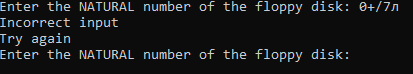 Enter the NATURAL number of the floppy disk: 0+/7л
Incorrect input
Try again
Enter the NATURAL number of the floppy disk: